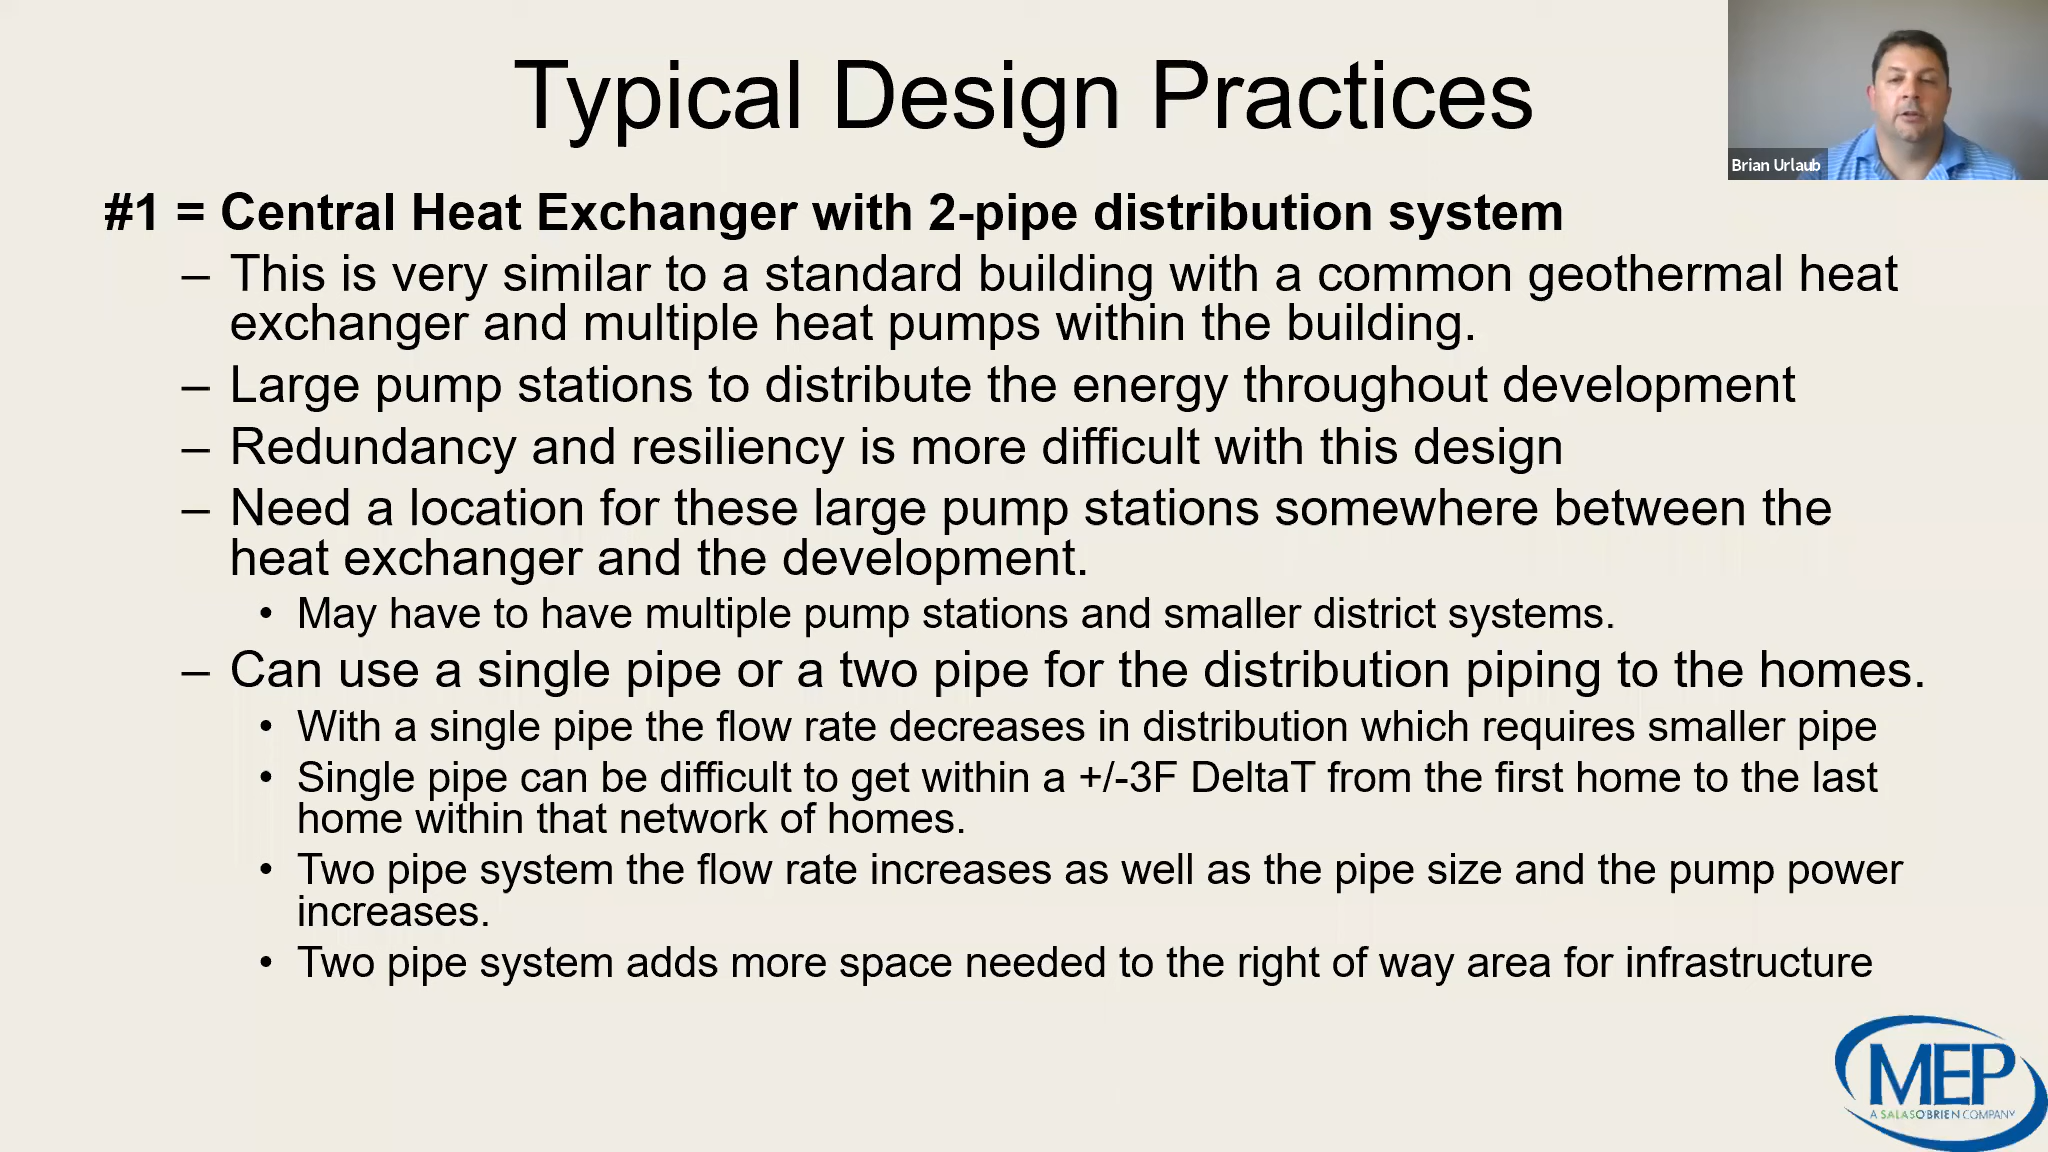 Typical Design Practices
Brian Urlaub
#1 = Central Heat Exchanger with 2-pipe distribution system
– This is very similar to a standard building with a common geothermal heat
exchanger and multiple heat pumps within the building.
– Large pump stations to distribute the energy throughout development
– Redundancy and resiliency is more difficult with this design
– Need a location for these large pump stations somewhere between the
heat exchanger and the development.
• May have to have multiple pump stations and smaller district systems.
– Can use a single pipe or a two pipe for the distribution piping to the homes.
• With a single pipe the flow rate decreases in distribution which requires smaller pipe
• Single pipe can be difficult to get within a +/-3F DeltaT from the first home to the last
home within that network of homes.
• Two pipe system the flow rate increases as well as the pipe size and the pump power
increases.
• Two pipe system adds more space needed to the right of way area for infrastructure
MEP
A SALASOBRIEN COMPANY